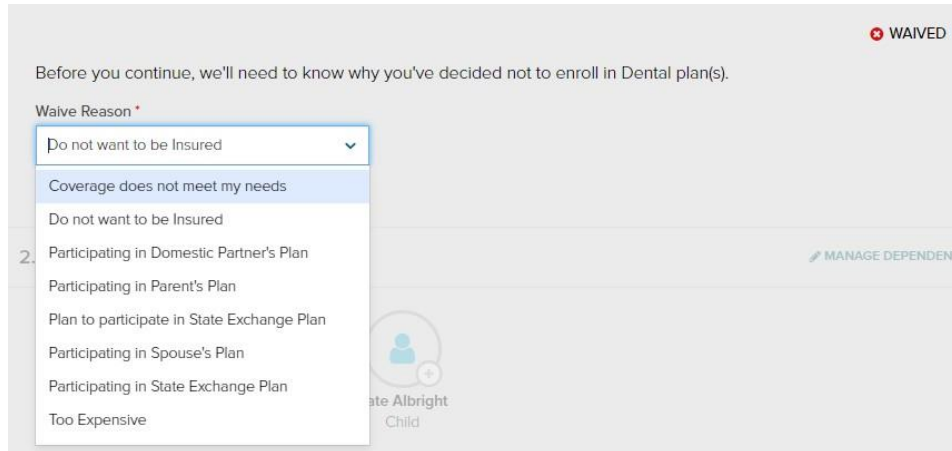 WAIVED
Before you continue, we'll need to know why you've decided not to enroll in Dental plan(s).
Waive Reason *
Do not want to be Insured
Coverage does not meet my needs
Do not want to be Insured
Participating in Domestic Partner's Plan
Participating in Parent's Plan
Plan to participate in State Exchange Plan
Participating in Spouse's Plan
Participating in State Exchange Plan
Too Expensive
2.
MANAGE DEPENDEN
ate Albright
Child